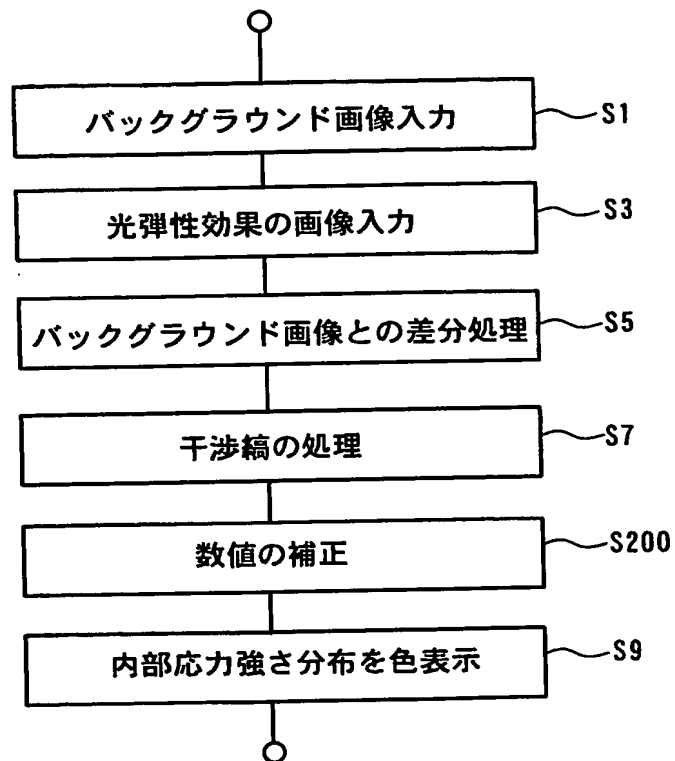 バックグラウンド画像入力 S1
光弾性効果の画像入力 S3
バックグラウンド画像との差分処理 S5
干渉縞の処理 S7
数値の補正 S200
内部応力強さ分布を色表示 S9